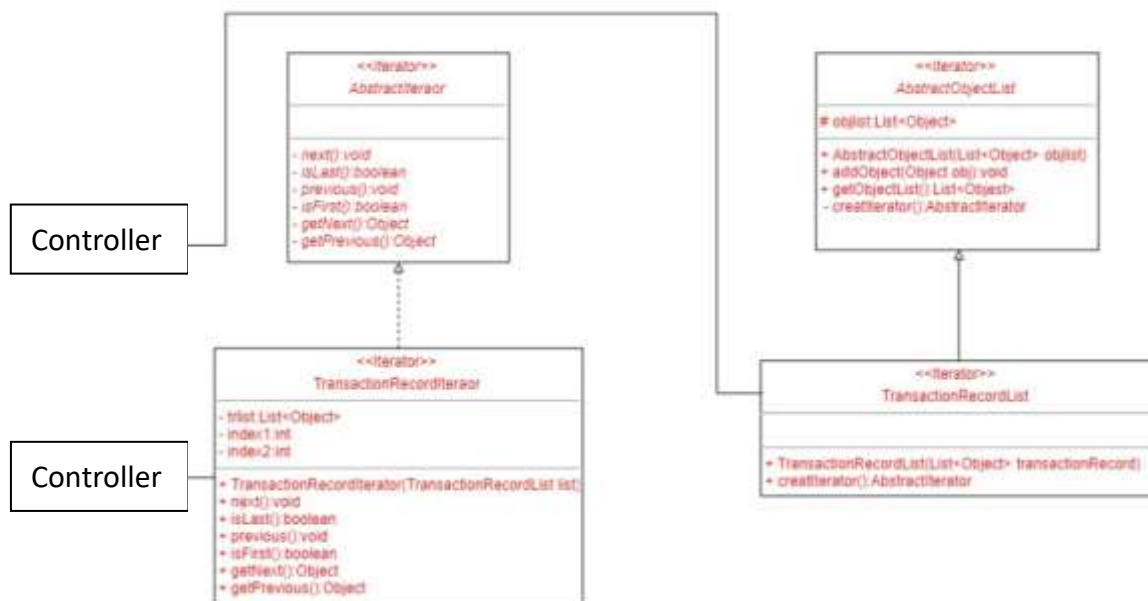 <<Iterator>>
AbstractIteraor
- next():void
- isLast():boolean
- previous():void
- isFirst():boolean
- getNext():Object
- getPrevious():Object
<<Iterator>>
AbstractObjectList
# objlist:List<Object>
+ AbstractObjectList(List<Object> objlist)
+ addObject(Object obj):void
+ getObjectList():List<Objest>
- creatIterator():AbstractIterator
Controller
<<Iterator>>
TransactionRecordIteraor
- trlist:List<Object>
- index1:int
- index2:int
+ TransactionRecordIterator(TransactionRecordList list)
+ next():void
+ isLast():boolean
+ previous():void
+ isFirst():boolean
+ getNext():Object
+ getPrevious():Object
Controller
<<Iterator>>
TransactionRecordList
+ TransactionRecordList(List<Object> transactionRecord)
+ creatIterator():AbstractIterator